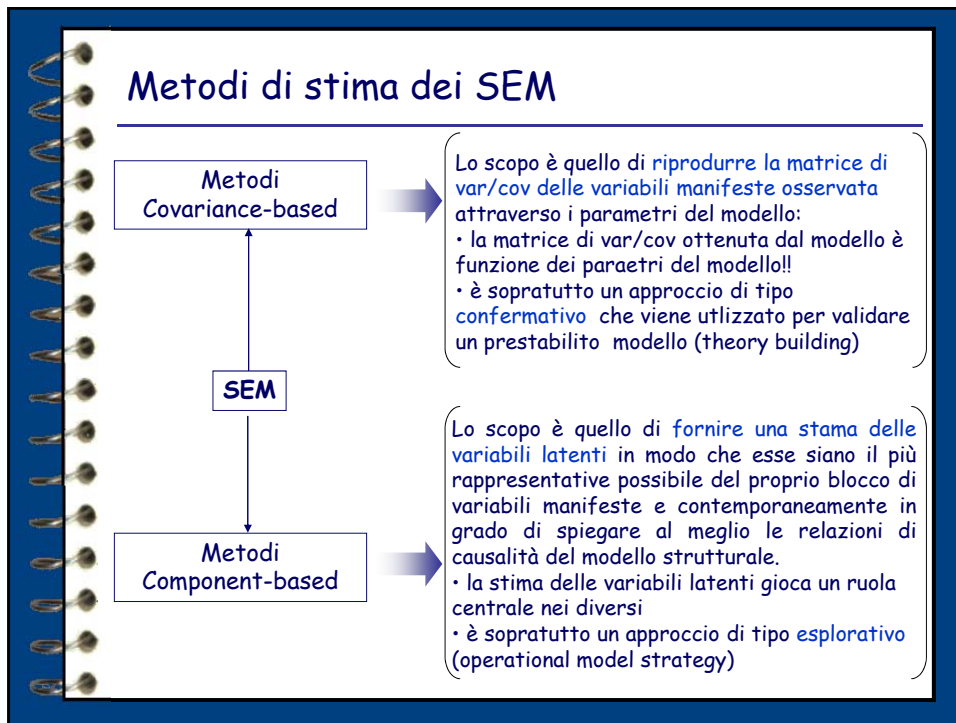 Metodi di stima dei SEM
Metodi
Covariance-based
Lo scopo è quello di riprodurre la matrice di
var/cov delle variabili manifeste osservata
attraverso i parametri del modello:
• la matrice di var/cov ottenuta dal modello è
funzione dei paraetri del modello!!
• è sopratutto un approccio di tipo
confermativo che viene utlizzato per validare
un prestabilito modello (theory building)
SEM
Metodi
Component-based
Lo scopo è quello di fornire una stama delle
variabili latenti in modo che esse siano il più
rappresentative possibile del proprio blocco di
variabili manifeste e contemporaneamente in
grado di spiegare al meglio le relazioni di
causalità del modello strutturale.
• la stima delle variabili latenti gioca un ruola
centrale nei diversi
• è sopratutto un approccio di tipo esplorativo
(operational model strategy)